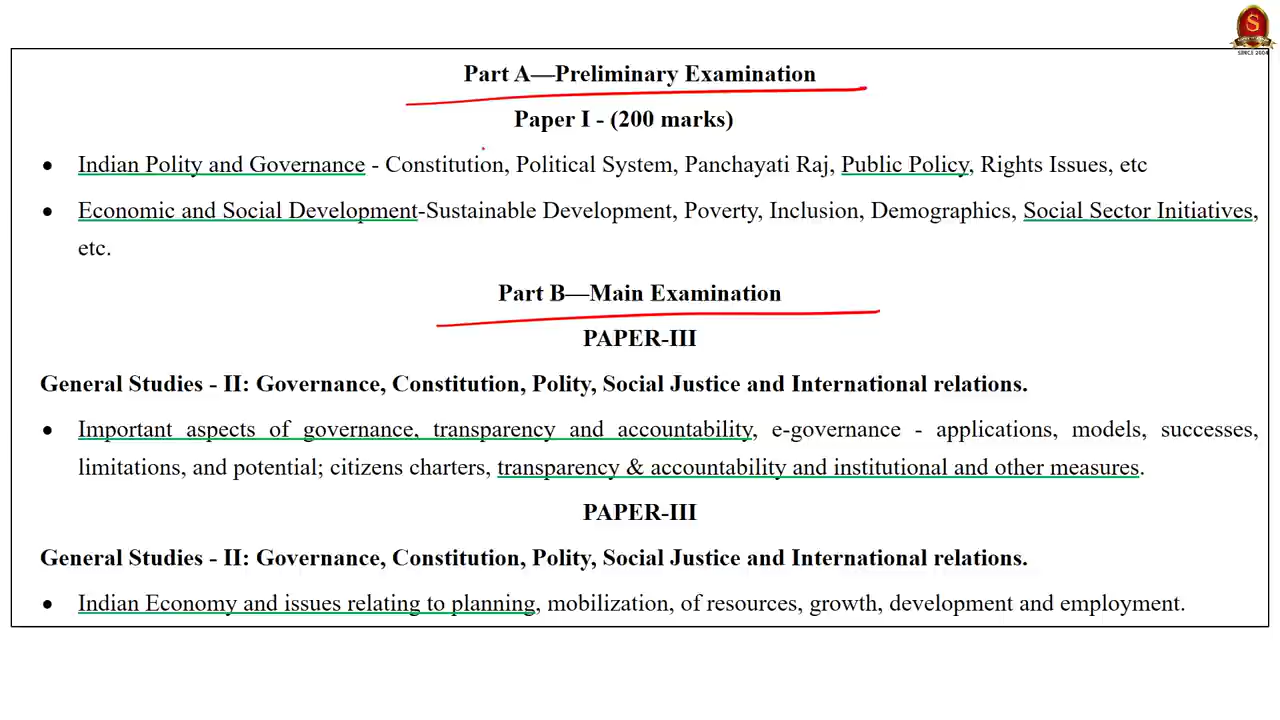 S
SINCE 2004
Part A—Preliminary Examination
Paper I - (200 marks)
• Indian Polity and Governance - Constitution, Political System, Panchayati Raj, Public Policy, Rights Issues, etc
• Economic and Social Development-Sustainable Development, Poverty, Inclusion, Demographics, Social Sector Initiatives,
etc.
Part B—Main Examination
PAPER-III
General Studies - II: Governance, Constitution, Polity, Social Justice and International relations.
• Important aspects of governance, transparency and accountability, e-governance - applications, models, successes,
limitations, and potential; citizens charters, transparency & accountability and institutional and other measures.
PAPER-III
General Studies - II: Governance, Constitution, Polity, Social Justice and International relations.
• Indian Economy and issues relating to planning, mobilization, of resources, growth, development and employment.